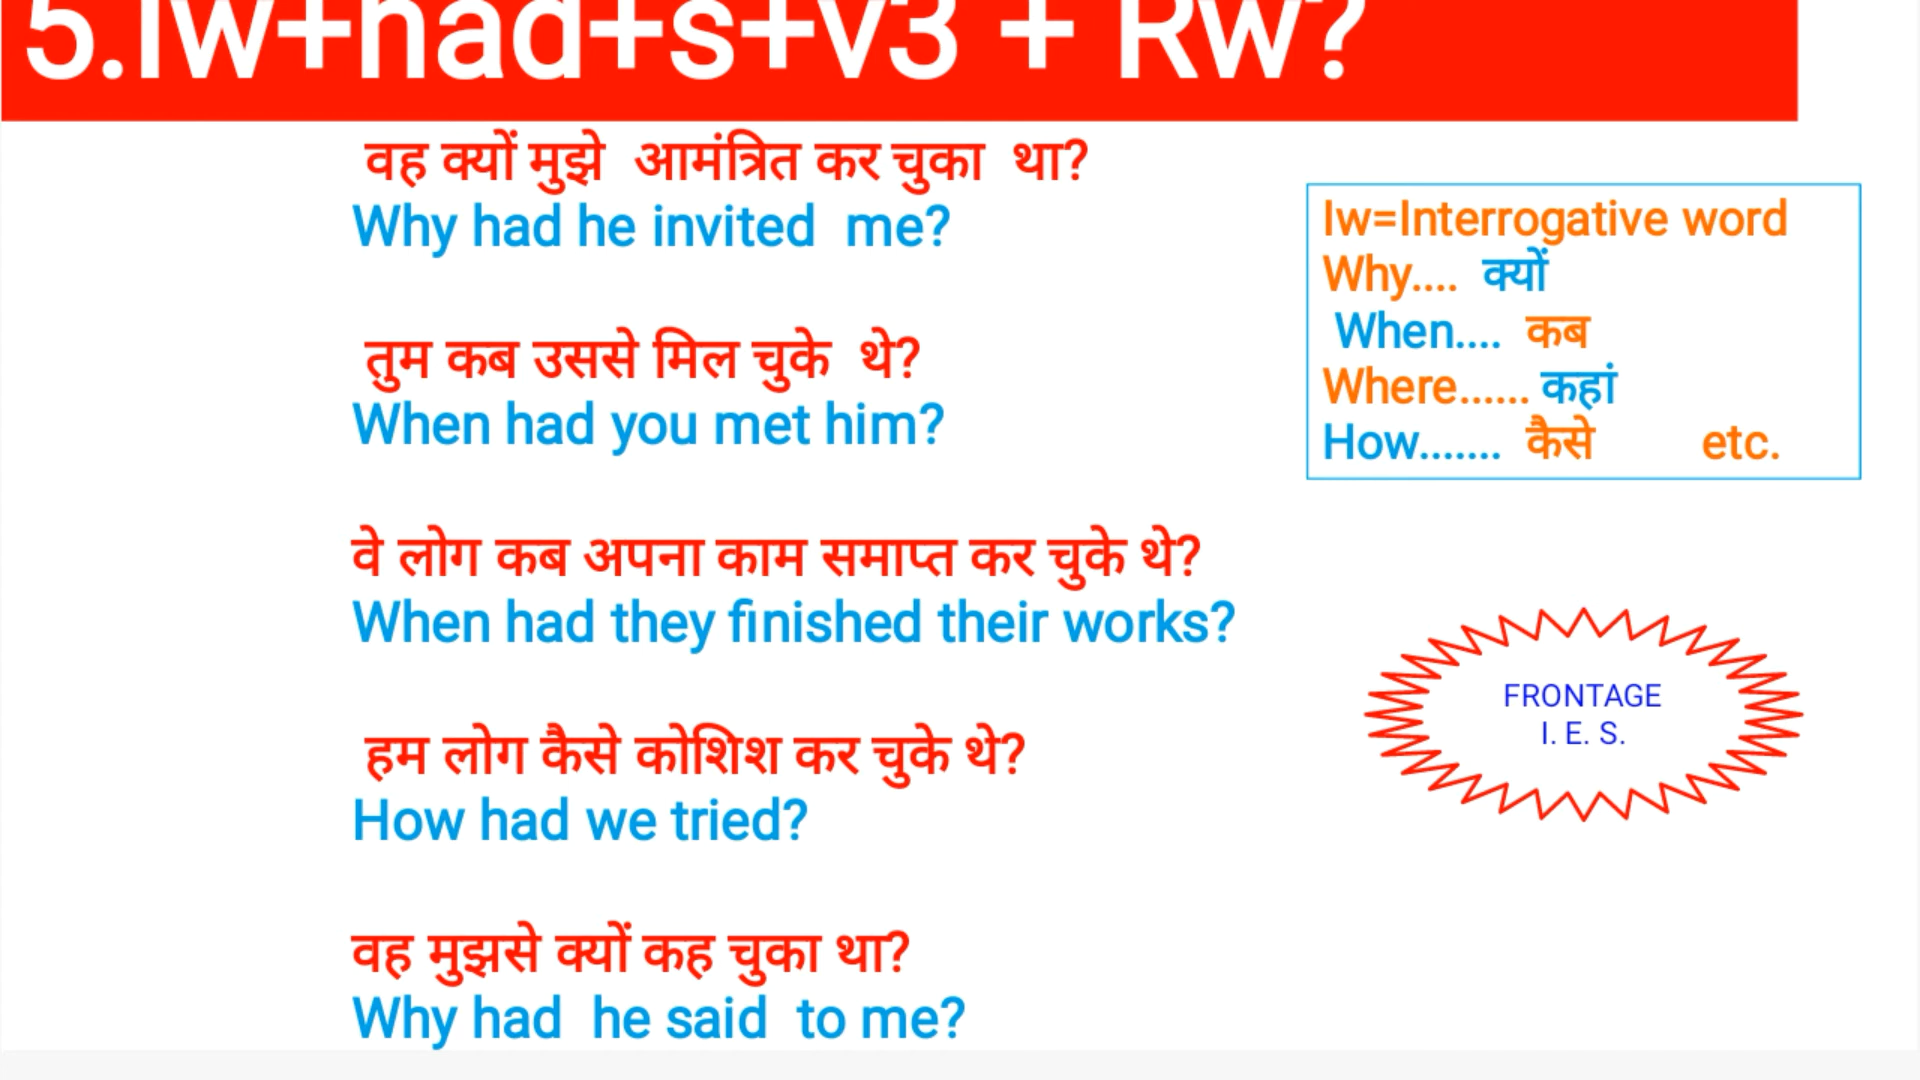 5.Iw+had+s+v3 + Rw?
वह क्यों मुझे आमंत्रित कर चुका था?
Why had he invited me?
तुम कब उससे मिल चुके थे?
When had you met him?
वे लोग कब अपना काम समाप्त कर चुके थे?
When had they finished their works?
हम लोग कैसे कोशिश कर चुके थे?
How had we tried?
वह मुझसे क्यों कह चुका था?
Why had he said to me?
Iw=Interrogative word
Why.... क्यों
When.... कब
Where...... कहां
How....... कैसे etc.
FRONTAGE
I. E. S.